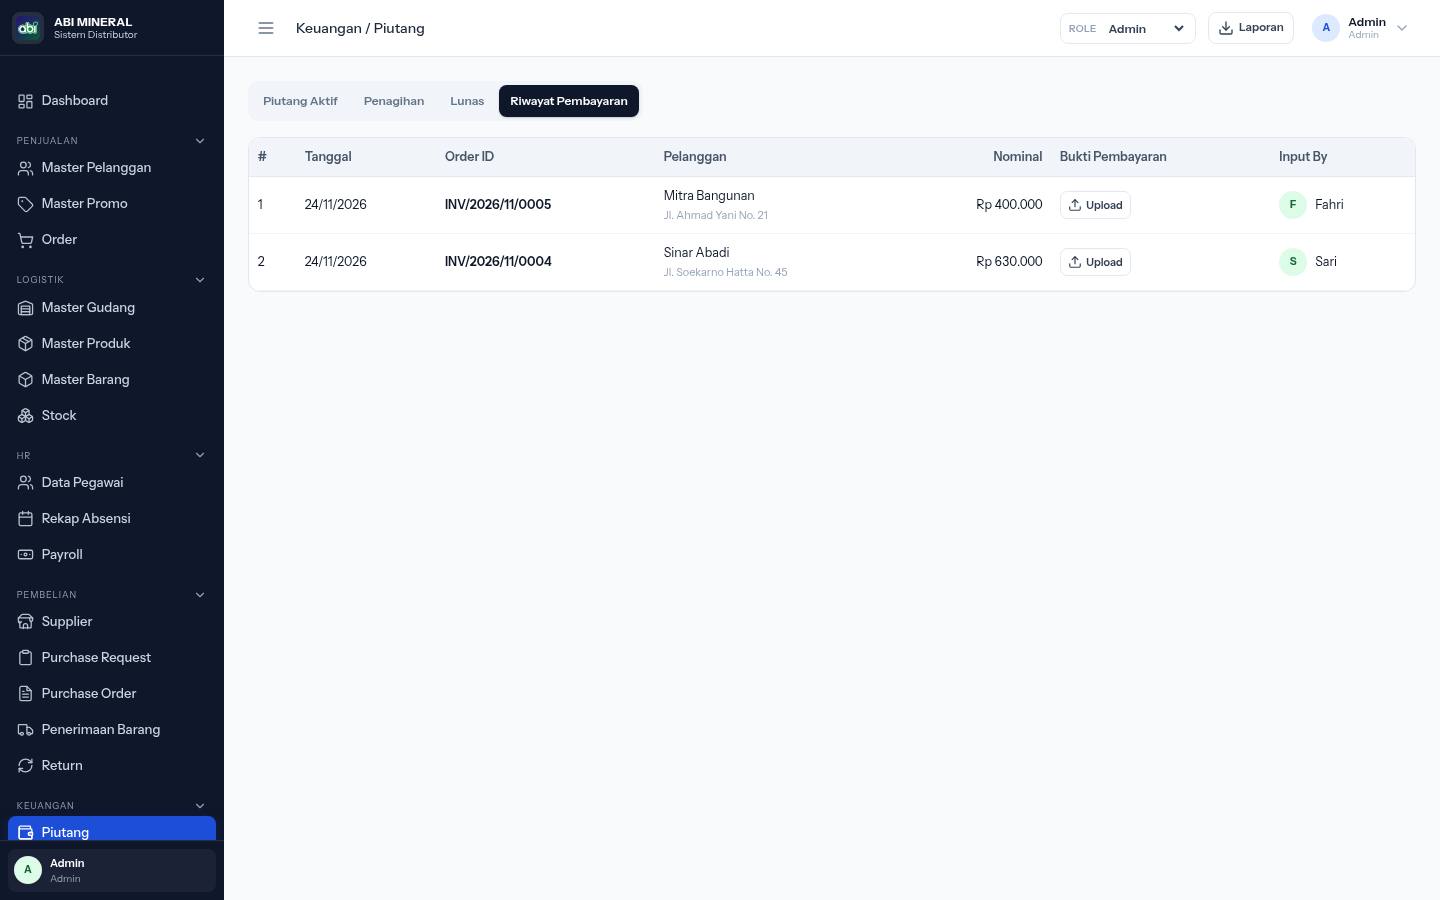 abi
ABI MINERAL
Sistem Distributor
Dashboard
PENJUALAN
Master Pelanggan
Master Promo
Order
LOGISTIK
Master Gudang
Master Produk
Master Barang
Stock
HR
Data Pegawai
Rekap Absensi
Payroll
PEMBELIAN
Supplier
Purchase Request
Purchase Order
Penerimaan Barang
Return
KEUANGAN
Piutang
A
Admin
Admin
Keuangan / Piutang
ROLE Admin
Laporan
A
Admin
Admin
Piutang Aktif Penagihan Lunas Riwayat Pembayaran
# Tanggal Order ID Pelanggan Nominal Bukti Pembayaran Input By
1 24/11/2026 INV/2026/11/0005 Mitra Bangunan Rp 400.000 Upload F Fahri
Jl. Ahmad Yani No. 21
2 24/11/2026 INV/2026/11/0004 Sinar Abadi Rp 630.000 Upload S Sari
Jl. Soekarno Hatta No. 45